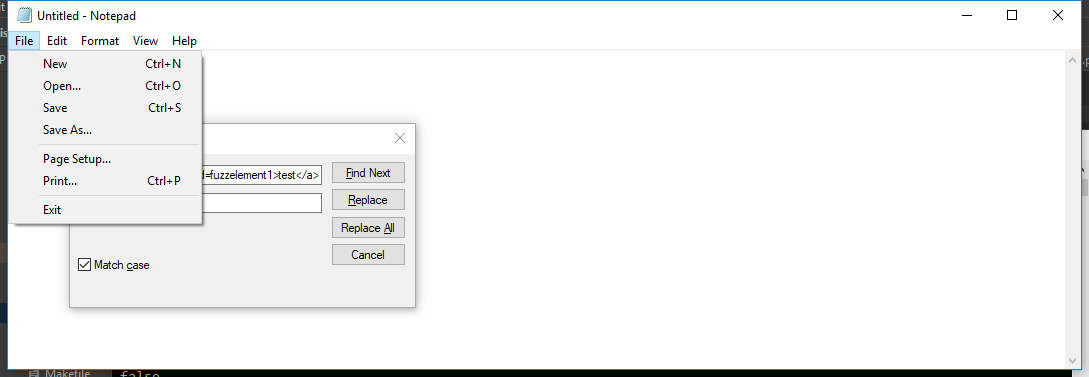 Untitled - Notepad
File Edit Format View Help
New Ctrl+N
Open... Ctrl+O
Save Ctrl+S
Save As...
Page Setup...
Print... Ctrl+P
Exit
d=fuzzelement1>test</a>
Find Next
Replace
Replace All
Cancel
Match case
Makefile
false